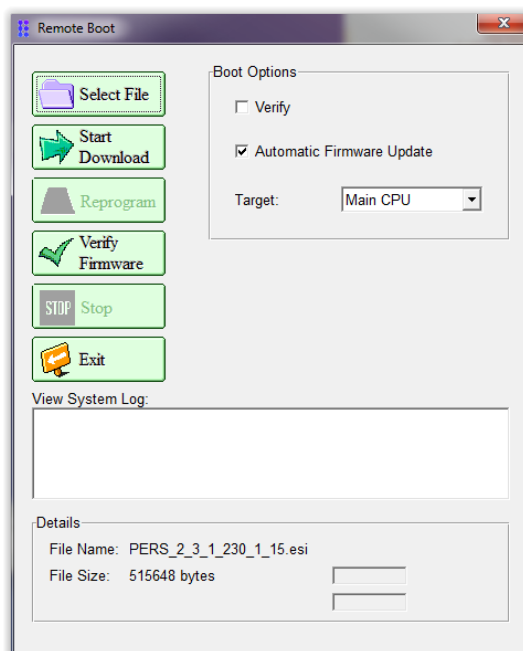 Remote Boot
Select File
Start
Download
Reprogram
Verify
Firmware
STOP Stop
Exit
Boot Options
Verify
Automatic Firmware Update
Target: Main CPU
View System Log:
Details
File Name: PERS_2_3_1_230_1_15.esi
File Size: 515648 bytes